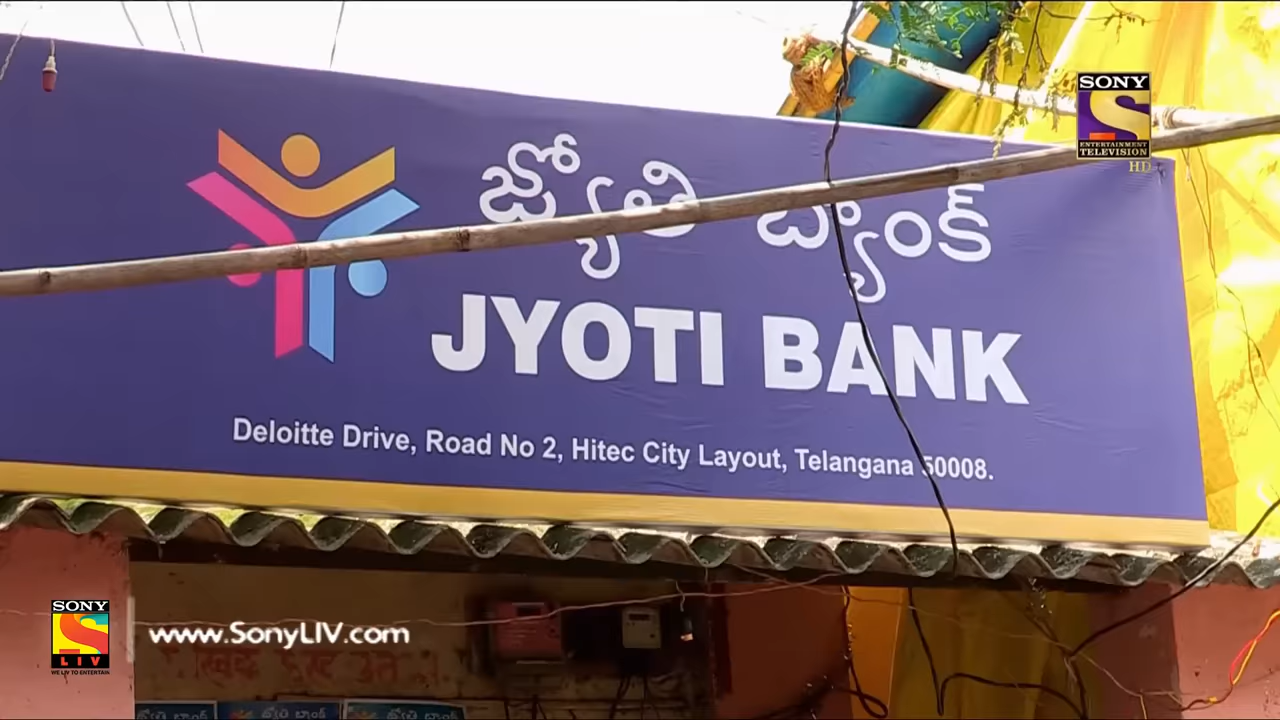 SONY
ENTERTAINMENT
TELEVISION
HD
జ్యోతి బ్యాంక్
JYOTI BANK
Deloitte Drive, Road No 2, Hitec City Layout, Telangana 50008.
SONY
LIV
WE LIV TO ENTERTAIN
www.SonyLIV.com
జ్యోతి బ్యాంక్
జ్యోతి బ్యాంక్
జ్యోతి బ్యాంక్